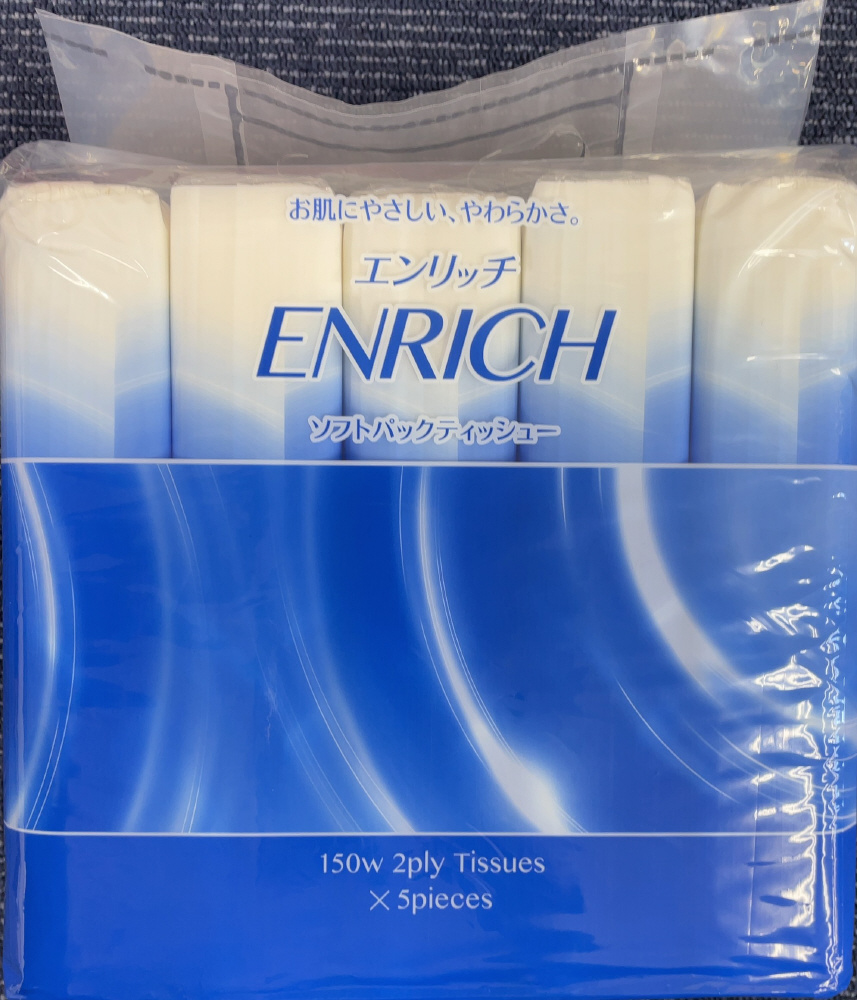 お肌にやさしい、やわらかさ。
エンリッチ
ENRICH
ソフトパックティッシュー
150w 2ply Tissues
×5pieces